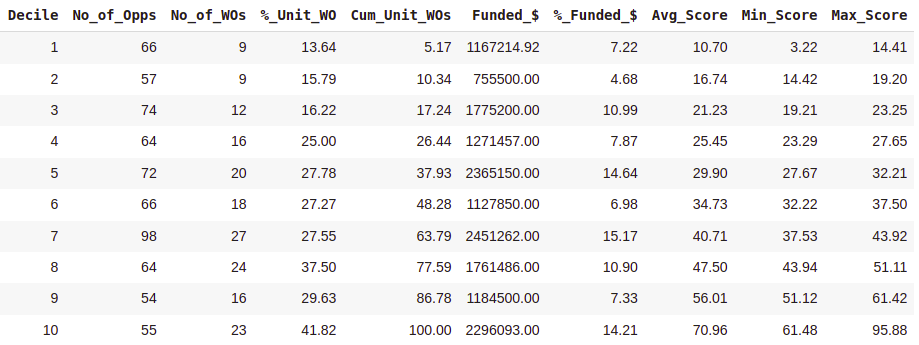 Decile No_of_Opps No_of_WOs %_Unit_WO Cum_Unit_WOs Funded_$ %_Funded_$ Avg_Score Min_Score Max_Score
1 66 9 13.64 5.17 1167214.92 7.22 10.70 3.22 14.41
2 57 9 15.79 10.34 755500.00 4.68 16.74 14.42 19.20
3 74 12 16.22 17.24 1775200.00 10.99 21.23 19.21 23.25
4 64 16 25.00 26.44 1271457.00 7.87 25.45 23.29 27.65
5 72 20 27.78 37.93 2365150.00 14.64 29.90 27.67 32.21
6 66 18 27.27 48.28 1127850.00 6.98 34.73 32.22 37.50
7 98 27 27.55 63.79 2451262.00 15.17 40.71 37.53 43.92
8 64 24 37.50 77.59 1761486.00 10.90 47.50 43.94 51.11
9 54 16 29.63 86.78 1184500.00 7.33 56.01 51.12 61.42
10 55 23 41.82 100.00 2296093.00 14.21 70.96 61.48 95.88